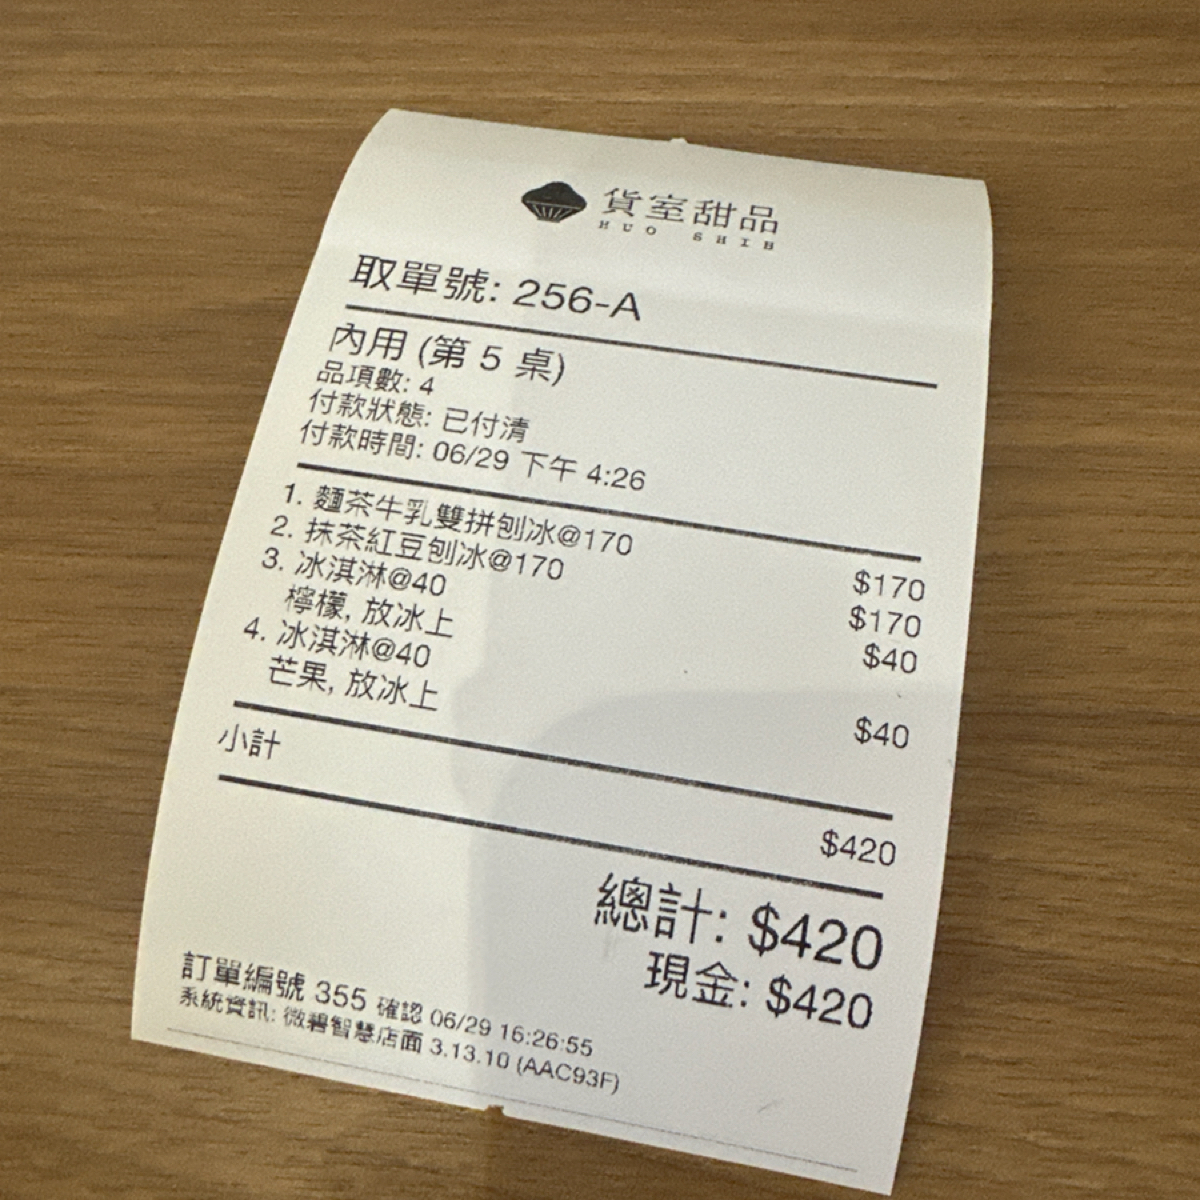 貨室甜品
HUO SHIH
取單號: 256-A
內用 (第 5 桌)
品項數: 4
付款狀態: 已付清
付款時間: 06/29 下午 4:26
1. 麵茶牛乳雙拼刨冰@170 $170
2. 抹茶紅豆刨冰@170 $170
3. 冰淇淋@40 $40
檸檬, 放冰上
4. 冰淇淋@40 $40
芒果, 放冰上
小計 $420
總計: $420
現金: $420
訂單編號 355 確認 06/29 16:26:55
系統資訊: 微碧智慧店面 3.13.10 (AAC93F)